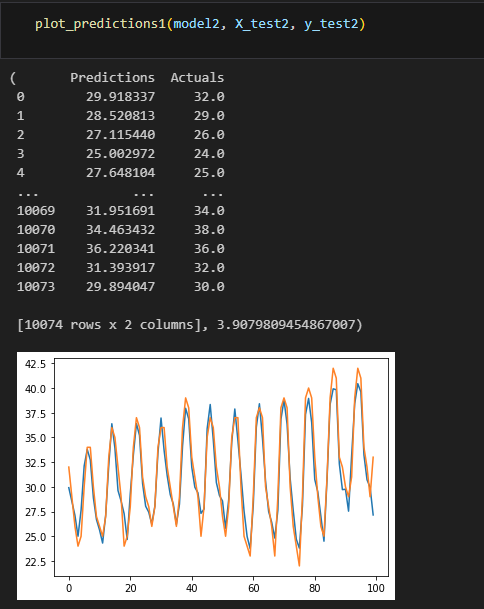 plot_predictions1(model2, X_test2, y_test2)
( Predictions Actuals
0 29.918337 32.0
1 28.520813 29.0
2 27.115440 26.0
3 25.002972 24.0
4 27.648104 25.0
... ... ...
10069 31.951691 34.0
10070 34.463432 38.0
10071 36.220341 36.0
10072 31.393917 32.0
10073 29.894047 30.0
[10074 rows x 2 columns], 3.9079809454867007)
42.5
40.0
37.5
35.0
32.5
30.0
27.5
25.0
22.5
0 20 40 60 80 100